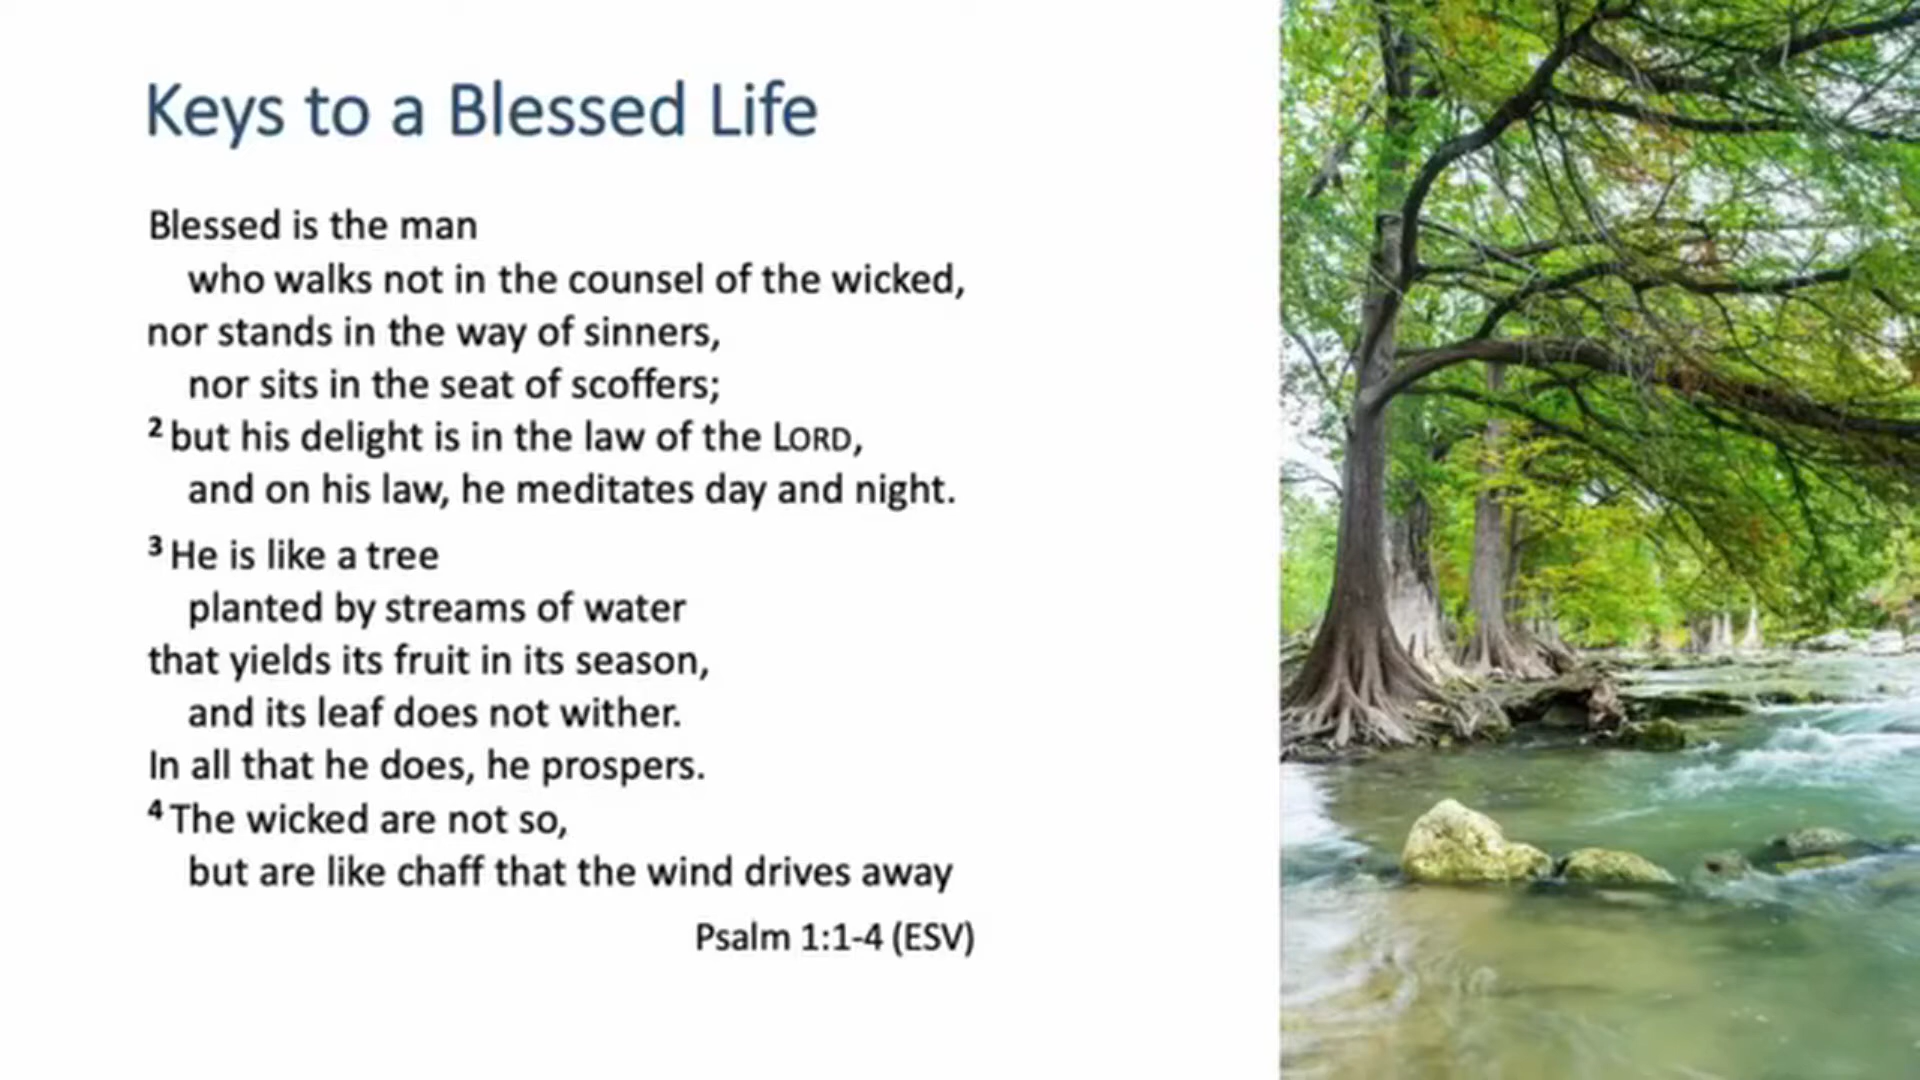 Keys to a Blessed Life
Blessed is the man
who walks not in the counsel of the wicked,
nor stands in the way of sinners,
nor sits in the seat of scoffers;
² but his delight is in the law of the LORD,
and on his law, he meditates day and night.
³ He is like a tree
planted by streams of water
that yields its fruit in its season,
and its leaf does not wither.
In all that he does, he prospers.
⁴ The wicked are not so,
but are like chaff that the wind drives away
Psalm 1:1-4 (ESV)